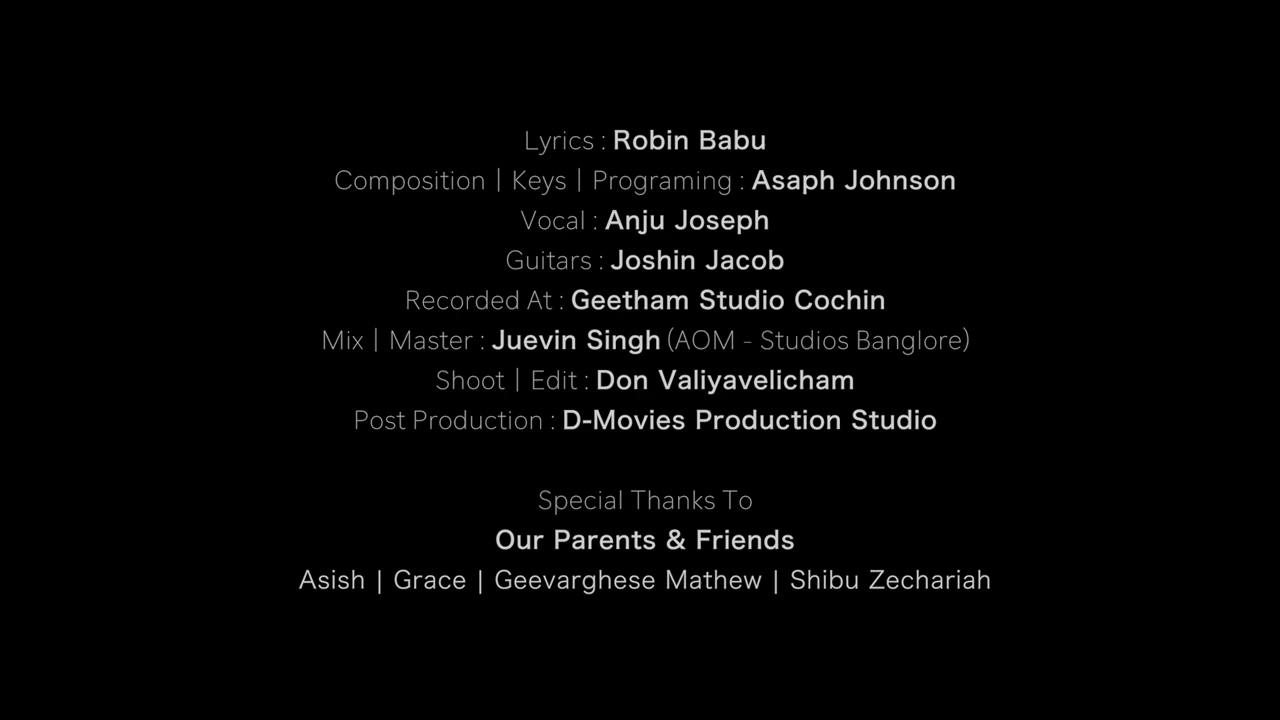 Lyrics : Robin Babu
Composition | Keys | Programing : Asaph Johnson
Vocal : Anju Joseph
Guitars : Joshin Jacob
Recorded At : Geetham Studio Cochin
Mix | Master : Juevin Singh (AOM - Studios Banglore)
Shoot | Edit : Don Valiyavelicham
Post Production : D-Movies Production Studio
Special Thanks To
Our Parents & Friends
Asish | Grace | Geevarghese Mathew | Shibu Zechariah